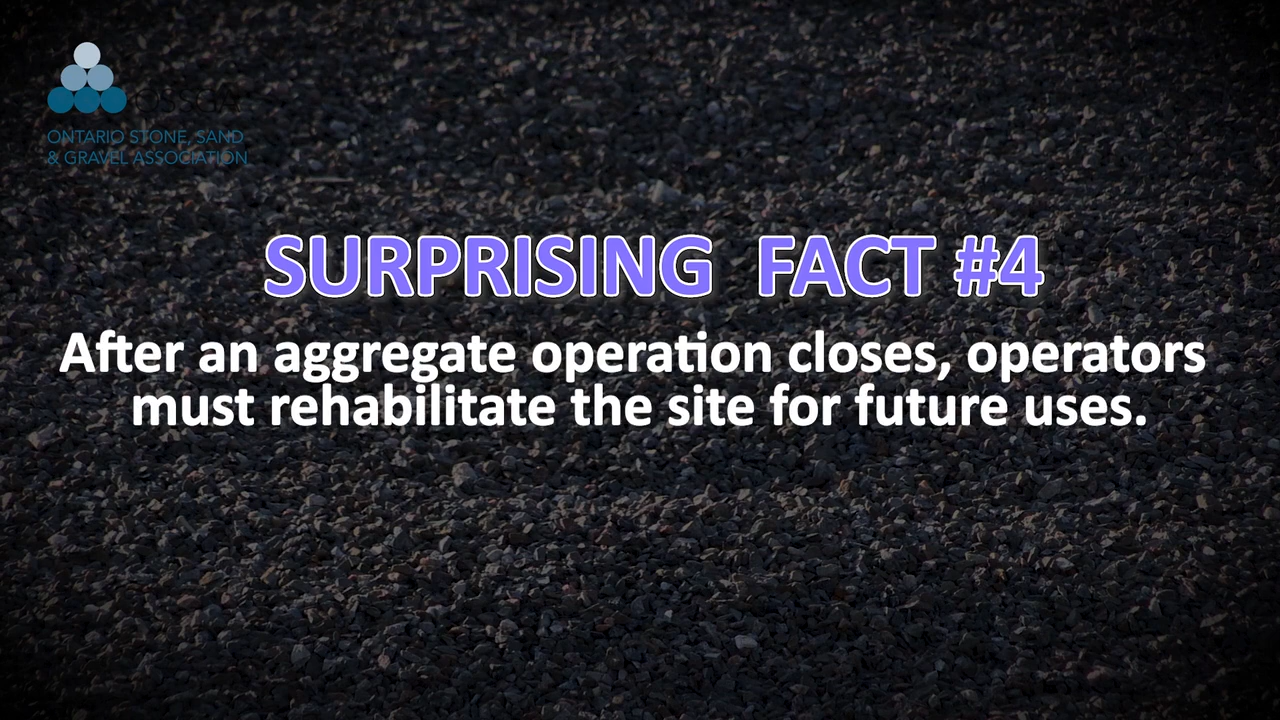 OSSGA
ONTARIO STONE, SAND
& GRAVEL ASSOCIATION
SURPRISING FACT #4
After an aggregate operation closes, operators
must rehabilitate the site for future uses.